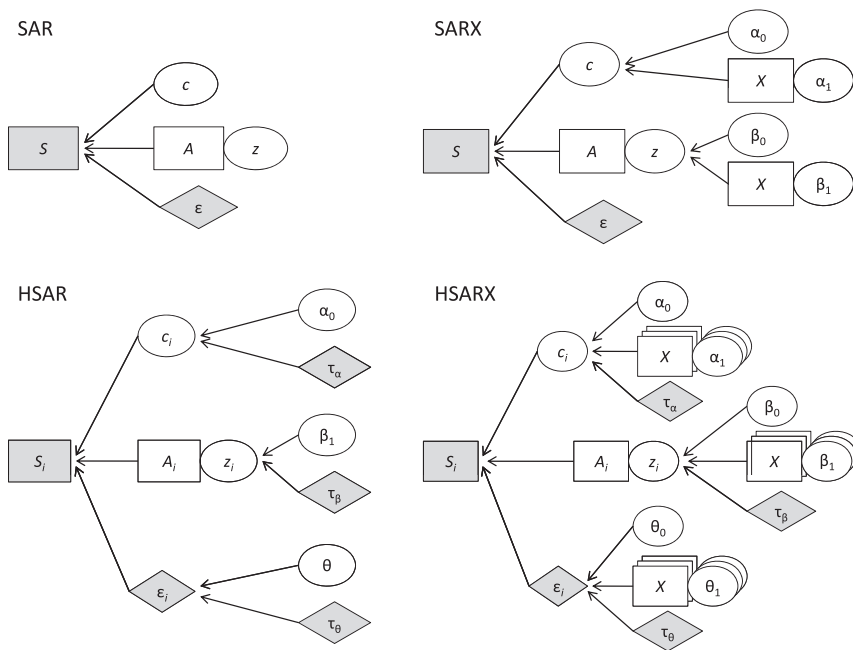 SAR
c
S
A
z
ε
SARX
α₀
c
X
α₁
S
A
z
β₀
X
β₁
ε
HSAR
α₀
cᵢ
τα
β₁
Sᵢ
Aᵢ
zᵢ
τᵦ
θ
εᵢ
τθ
HSARX
α₀
cᵢ
X
α₁
τα
β₀
Sᵢ
Aᵢ
zᵢ
X
β₁
τᵦ
θ₀
εᵢ
X
θ₁
τθ